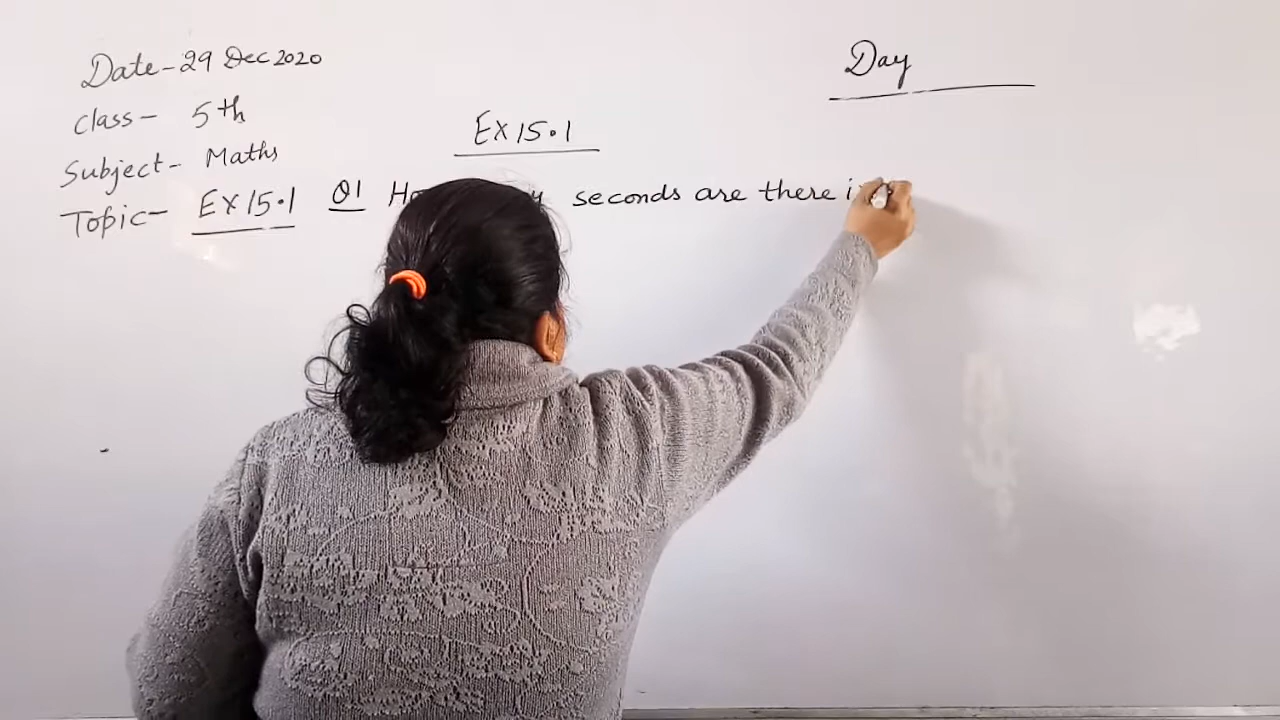 Date-29 Dec 2020
Day
class- 5th
Ex 15.1
Subject- Maths
Topic- Ex 15.1
Q1 seconds are there